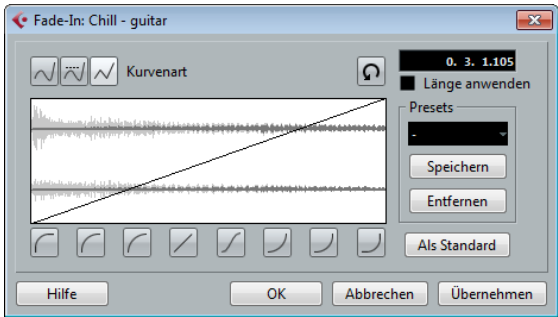 Fade-In: Chill - guitar
Kurvenart
0. 3. 1.105
Länge anwenden
Presets
-
Speichern
Entfernen
Als Standard
Hilfe
OK
Abbrechen
Übernehmen